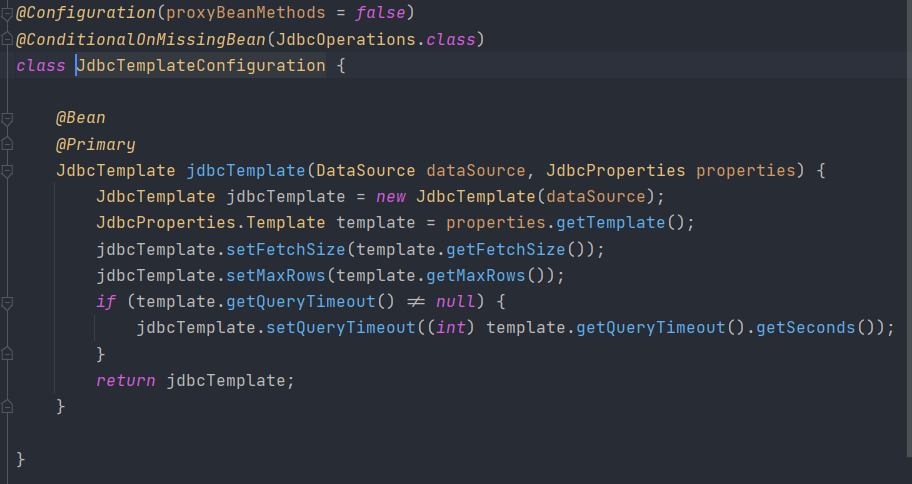 @Configuration(proxyBeanMethods = false)
@ConditionalOnMissingBean(JdbcOperations.class)
class JdbcTemplateConfiguration {
@Bean
@Primary
JdbcTemplate jdbcTemplate(DataSource dataSource, JdbcProperties properties) {
JdbcTemplate jdbcTemplate = new JdbcTemplate(dataSource);
JdbcProperties.Template template = properties.getTemplate();
jdbcTemplate.setFetchSize(template.getFetchSize());
jdbcTemplate.setMaxRows(template.getMaxRows());
if (template.getQueryTimeout() ≠ null) {
jdbcTemplate.setQueryTimeout((int) template.getQueryTimeout().getSeconds());
}
return jdbcTemplate;
}
}